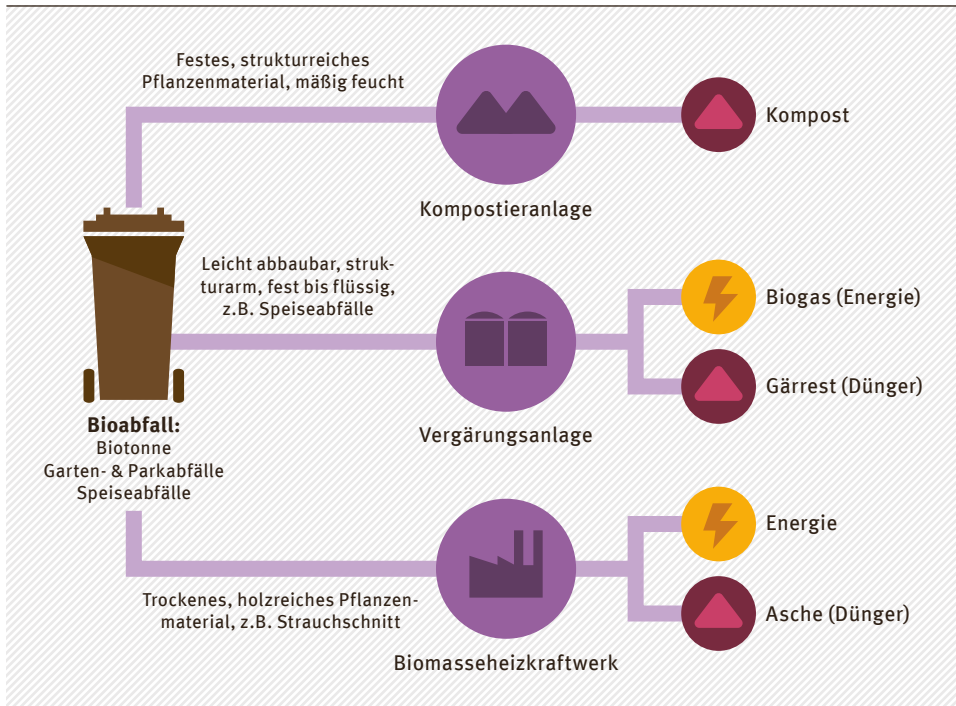 Festes, strukturreiches
Pflanzenmaterial, mäßig feucht
Kompostieranlage
Kompost
Leicht abbaubar, struk-
turarm, fest bis flüssig,
z.B. Speiseabfälle
Vergärungsanlage
Biogas (Energie)
Gärrest (Dünger)
Bioabfall:
Biotonne
Garten- & Parkabfälle
Speiseabfälle
Trockenes, holzreiches Pflanzen-
material, z.B. Strauchschnitt
Biomasseheizkraftwerk
Energie
Asche (Dünger)